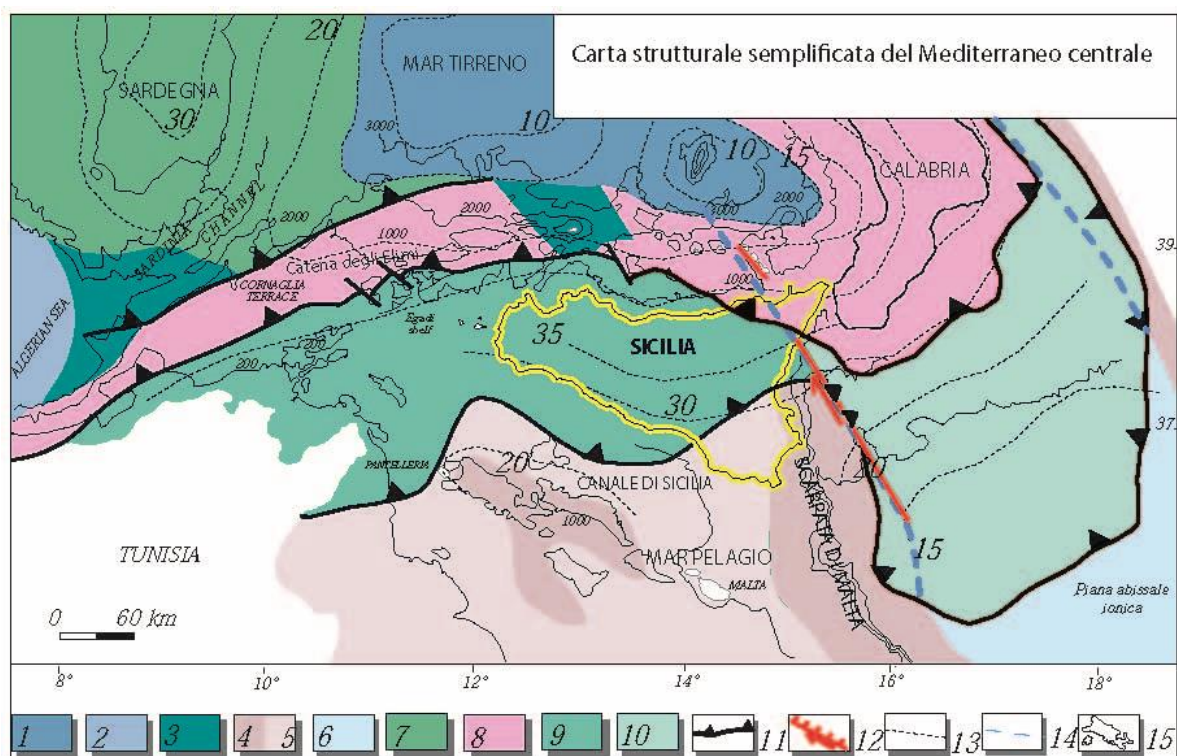 Carta strutturale semplificata del Mediterraneo centrale
20
MAR TIRRENO
SARDEGNA
30
10
3000
10
15
CALABRIA
2000
1000
2000
2000
SARDINIA CHANNEL
1000
39
Catena degli Elimi
CORNAGLIA
TERRACE
1000
ALGERIAN SEA
Egadi
shelf
35
SICILIA
200
200
30
37
PANTELLERIA
20
CANALE DI SICILIA
20
1000
SCARPATA DI MALTA
TUNISIA
MAR PELAGIO
MALTA
15
Piana abissale
ionica
0 60 km
8° 10° 12° 14° 16° 18°
1 2 3 4 5 6 7 8 9 10 11 12 13 14 15